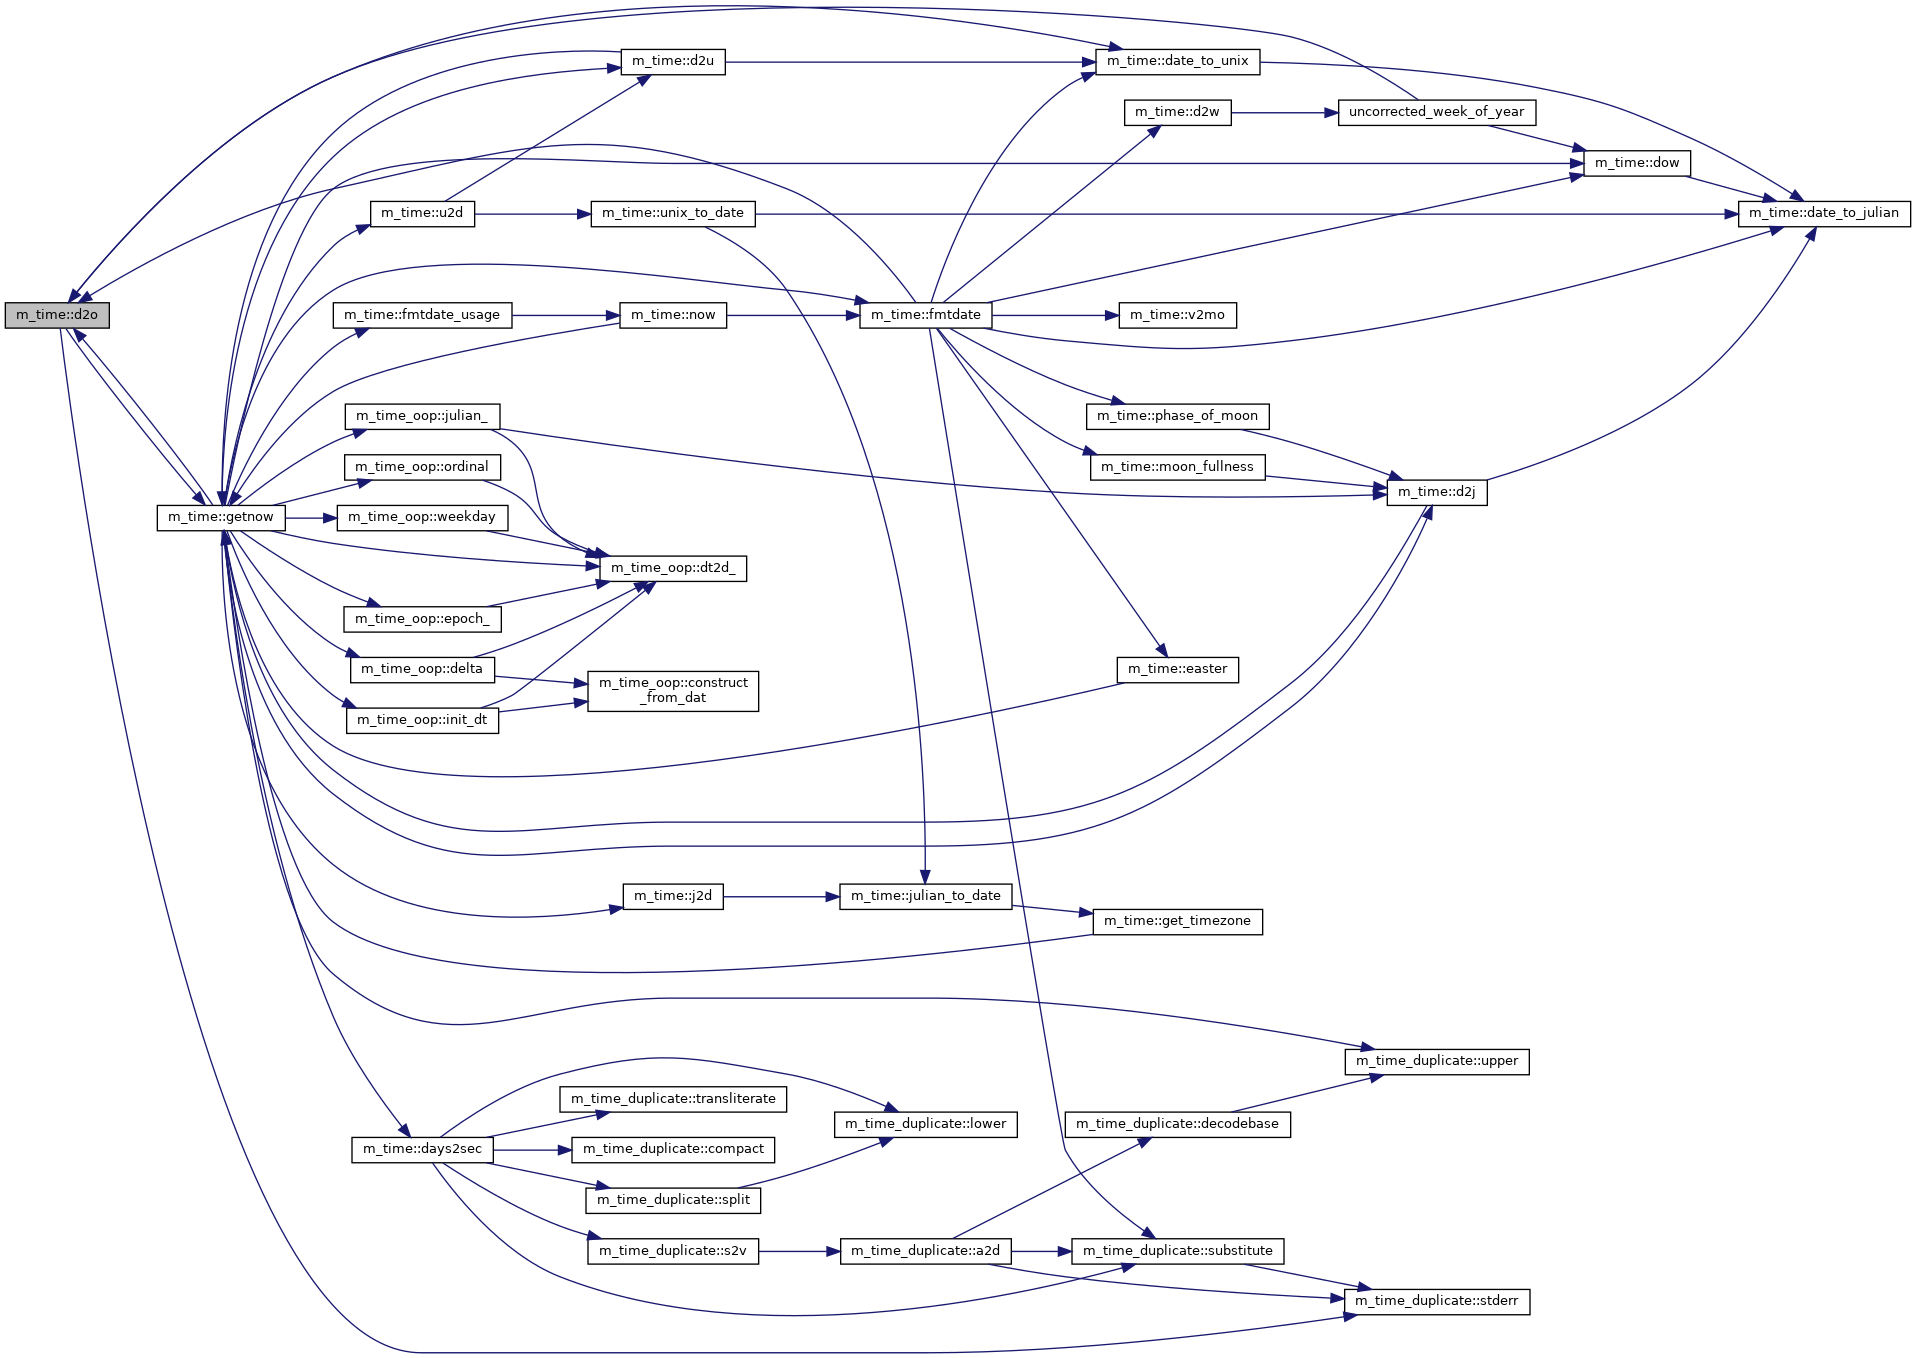 m_time::d2u
m_time::date_to_unix
m_time::d2w
uncorrected_week_of_year
m_time::dow
m_time::u2d
m_time::unix_to_date
m_time::date_to_julian
m_time::d2o
m_time::fmtdate_usage
m_time::now
m_time::fmtdate
m_time::v2mo
m_time_oop::julian_
m_time::phase_of_moon
m_time_oop::ordinal
m_time::moon_fullness
m_time::d2j
m_time::getnow
m_time_oop::weekday
m_time_oop::dt2d_
m_time_oop::epoch_
m_time_oop::delta
m_time::easter
m_time_oop::construct
_from_dat
m_time_oop::init_dt
m_time::j2d
m_time::julian_to_date
m_time::get_timezone
m_time_duplicate::upper
m_time_duplicate::transliterate
m_time_duplicate::lower
m_time_duplicate::decodebase
m_time::days2sec
m_time_duplicate::compact
m_time_duplicate::split
m_time_duplicate::s2v
m_time_duplicate::a2d
m_time_duplicate::substitute
m_time_duplicate::stderr